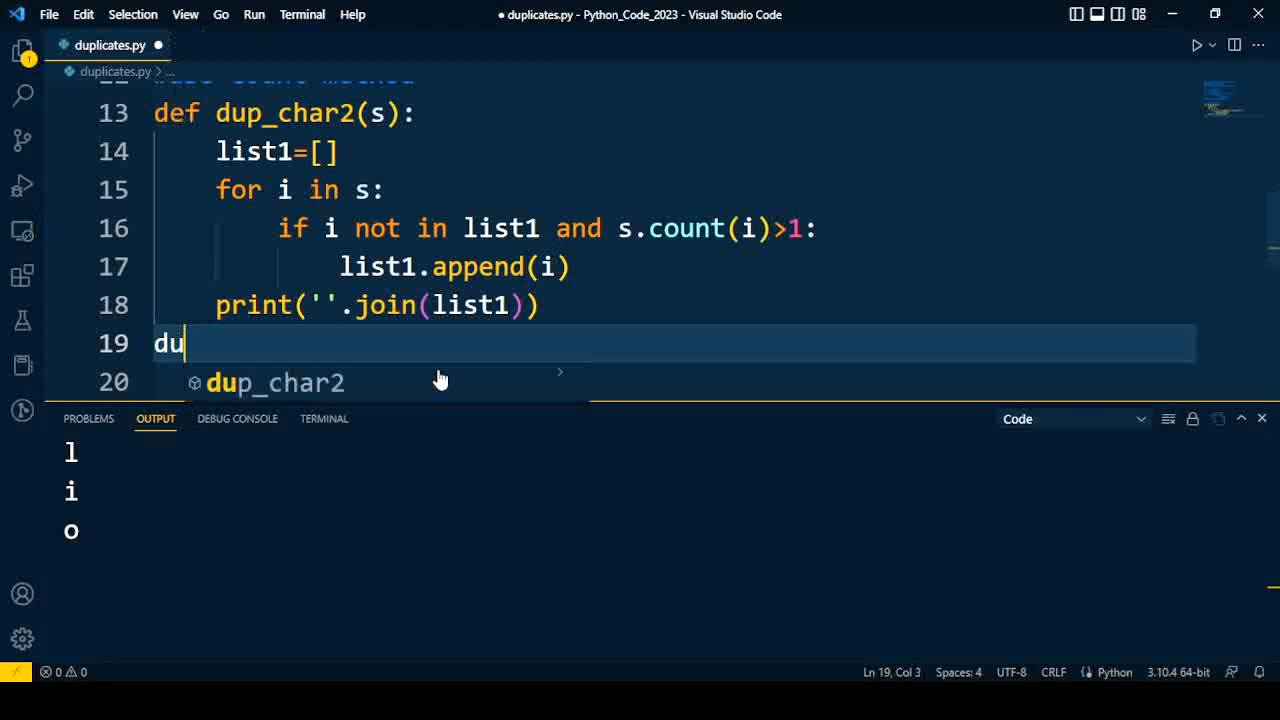 File Edit Selection View Go Run Terminal Help
● duplicates.py - Python_Code_2023 - Visual Studio Code
duplicates.py ●
duplicates.py > ...
13 def dup_char2(s):
14 list1=[]
15 for i in s:
16 if i not in list1 and s.count(i)>1:
17 list1.append(i)
18 print(''.join(list1))
19 du
20 dup_char2
1
PROBLEMS OUTPUT DEBUG CONSOLE TERMINAL Code
l
i
o
0 0 Ln 19, Col 3 Spaces: 4 UTF-8 CRLF Python 3.10.4 64-bit